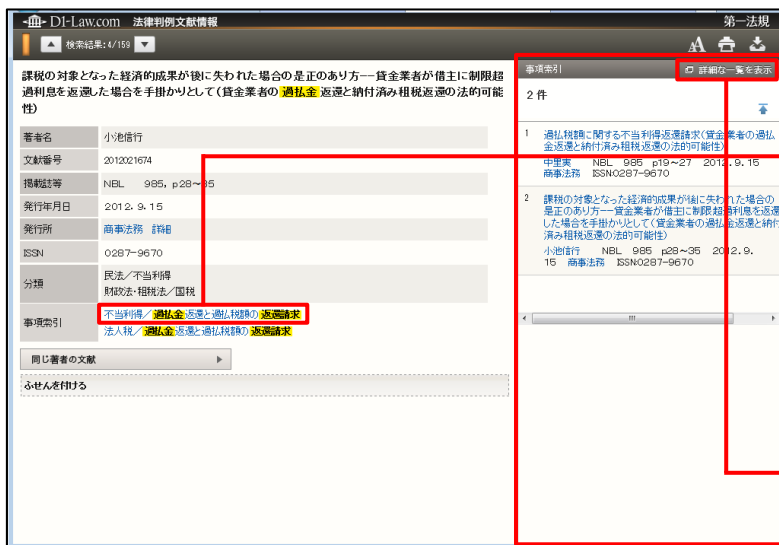 D1-Law.com 法律判例文献情報
第一法規
検索結果:4/159
課税の対象となった経済的成果が後に失われた場合の是正のあり方――貸金業者が借主に制限超
過利息を返還した場合を手掛かりとして(貸金業者の 過払金 返還と納付済み租税返還の法的可能
性)
著者名 小池信行
文献番号 2012021674
掲載誌等 NBL 985, p28~35
発行年月日 2012.9.15
発行所 商事法務 詳細
ISSN 0287-9670
分類 民法/不当利得
財政法・租税法/国税
事項索引 不当利得/過払金返還と過払税額の返還請求
法人税/過払金返還と過払税額の返還請求
同じ著者の文献
ふせんを付ける
事項索引 詳細な一覧を表示
2 件
1 過払税額に関する不当利得返還請求(貸金業者の過払
金返還と納付済み租税返還の法的可能性)
中里実 NBL 985 p19~27 2012.9.15
商事法務 ISSN:0287-9670
2 課税の対象となった経済的成果が後に失われた場合の
是正のあり方――貸金業者が借主に制限超過利息を返還
した場合を手掛かりとして(貸金業者の過払金返還と納付
済み租税返還の法的可能性)
小池信行 NBL 985 p28~35 2012.9.
15 商事法務 ISSN:0287-9670